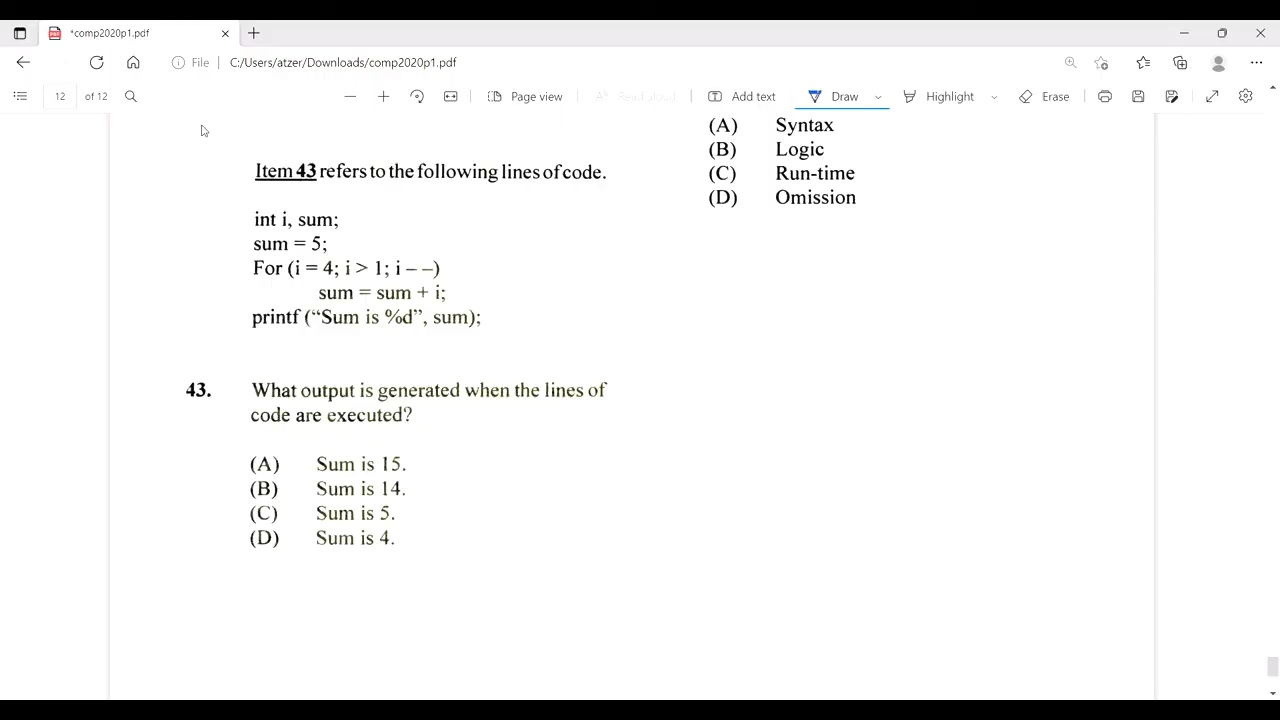 *comp2020p1.pdf
File
C:/Users/atzer/Downloads/comp2020p1.pdf
12 of 12
Page view
Read aloud
Add text
Draw
Highlight
Erase
Item 43 refers to the following lines of code.
int i, sum;
sum = 5;
For (i = 4; i > 1; i – –)
sum = sum + i;
printf (“Sum is %d”, sum);
43. What output is generated when the lines of
code are executed?
(A) Sum is 15.
(B) Sum is 14.
(C) Sum is 5.
(D) Sum is 4.
(A) Syntax
(B) Logic
(C) Run-time
(D) Omission